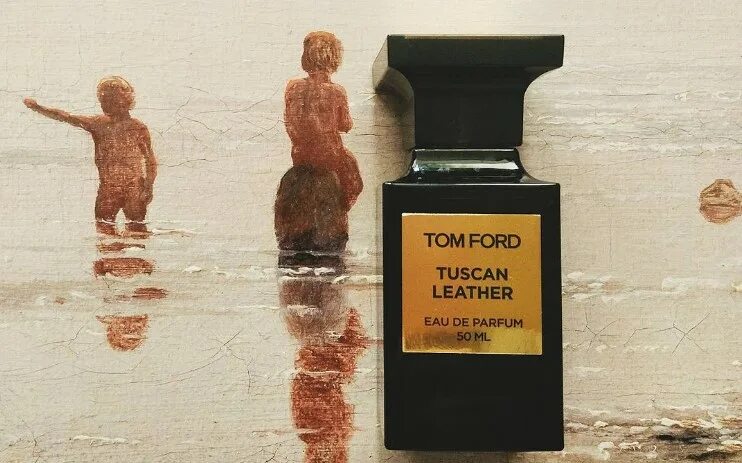 TOM FORD
TUSCAN
LEATHER
EAU DE PARFUM
50 ML